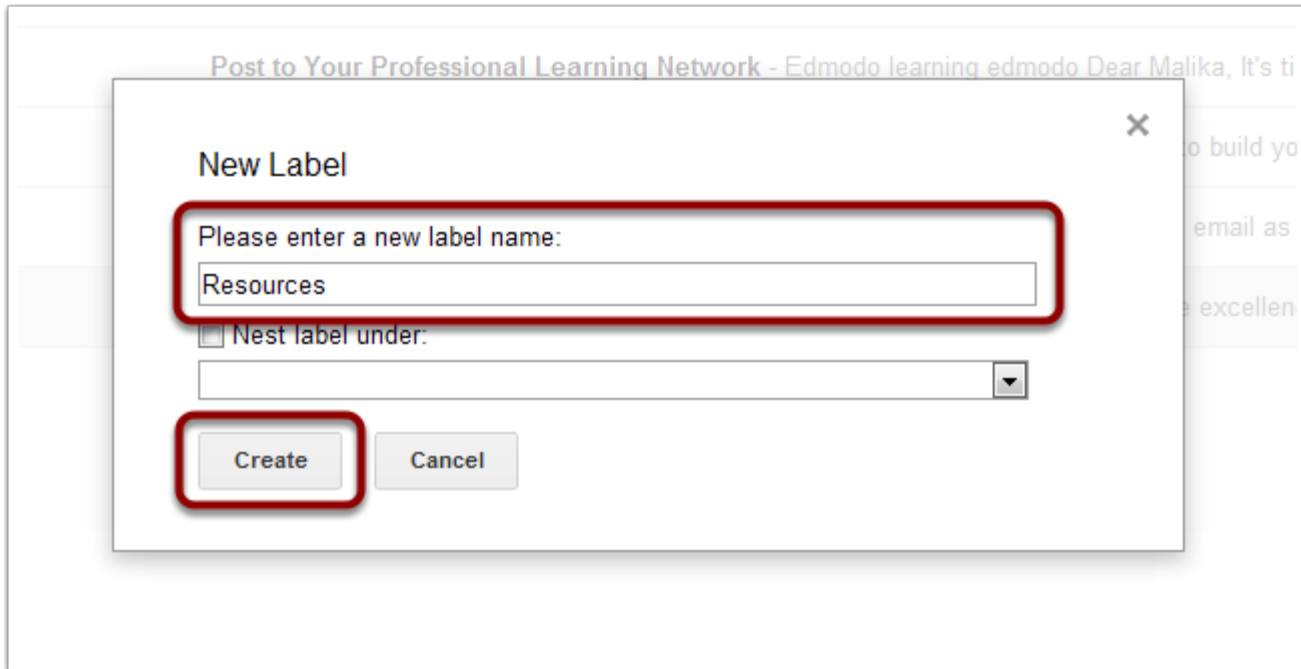 Post to Your Professional Learning Network - Edmodo learning edmodo Dear Malika, It's ti
to build yo
New Label
Please enter a new label name:
email as
Resources
excellen
Nest label under:
Create Cancel